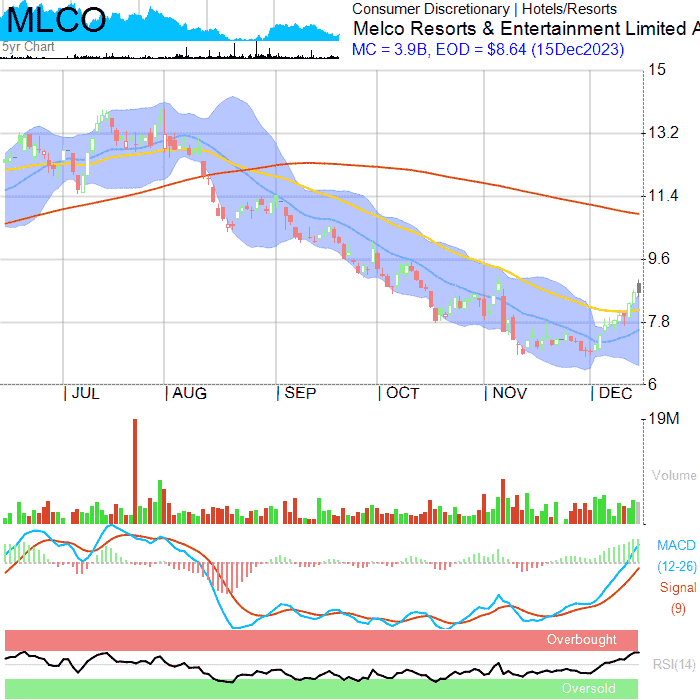 MLCO
5yr Chart
Consumer Discretionary | Hotels/Resorts
Melco Resorts & Entertainment Limited A
MC = 3.9B, EOD = $8.64 (15Dec2023)
15
13.2
11.4
9.6
7.8
6
| JUL | AUG | SEP | OCT | NOV | DEC
19M
Volume
MACD
(12-26)
Signal
(9)
Overbought
RSI(14)
Oversold